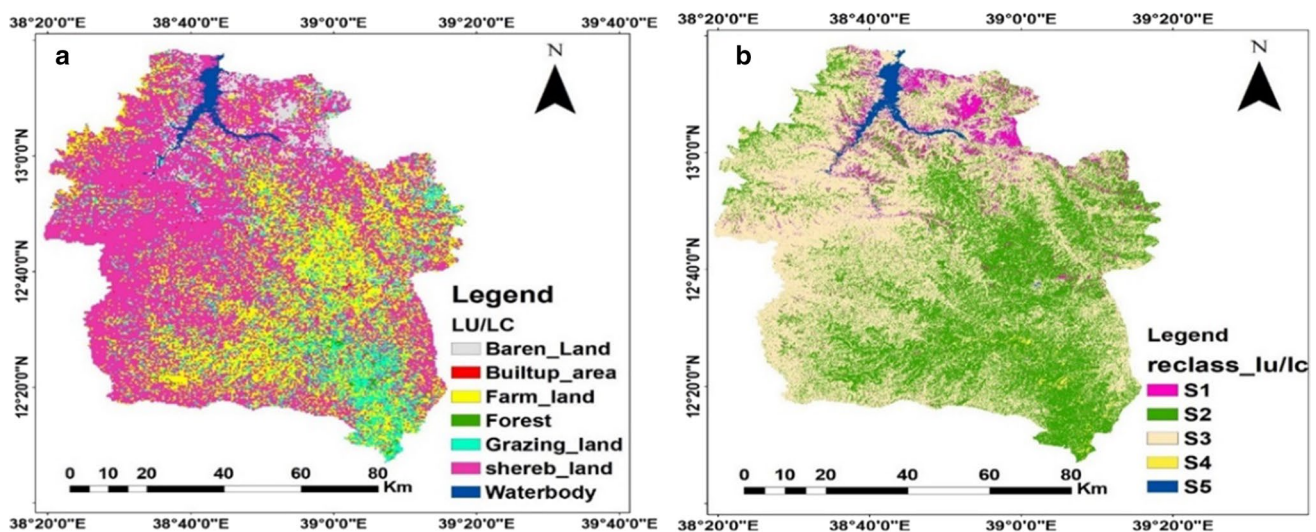 38°20'0"E 38°40'0"E 39°0'0"E 39°20'0"E 39°40'0"E
a
N
13°0'0"N
12°40'0"N
12°20'0"N
Legend
LU/LC
Baren_Land
Builtup_area
Farm_land
Forest
Grazing_land
shereb_land
Waterbody
0 10 20 40 60 80
Km
38°20'0"E 38°40'0"E 39°0'0"E 39°20'0"E 39°40'0"E
38°20'0"E 38°40'0"E 39°0'0"E 39°20'0"E
b
N
13°0'0"N
12°40'0"N
12°20'0"N
Legend
reclass_lu/lc
S1
S2
S3
S4
S5
0 10 20 40 60 80
Km
38°20'0"E 38°40'0"E 39°0'0"E 39°20'0"E